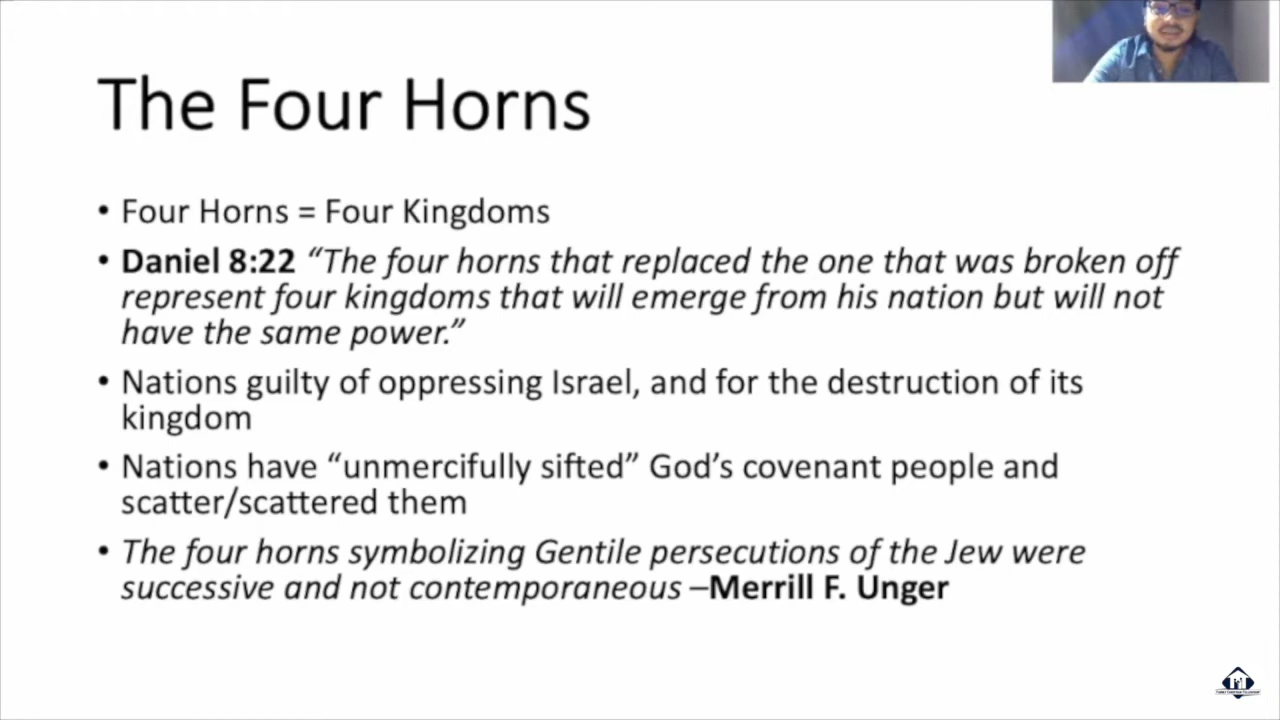 The Four Horns
• Four Horns = Four Kingdoms
• Daniel 8:22 “The four horns that replaced the one that was broken off
represent four kingdoms that will emerge from his nation but will not
have the same power.”
• Nations guilty of oppressing Israel, and for the destruction of its
kingdom
• Nations have “unmercifully sifted” God’s covenant people and
scatter/scattered them
• The four horns symbolizing Gentile persecutions of the Jew were
successive and not contemporaneous –Merrill F. Unger